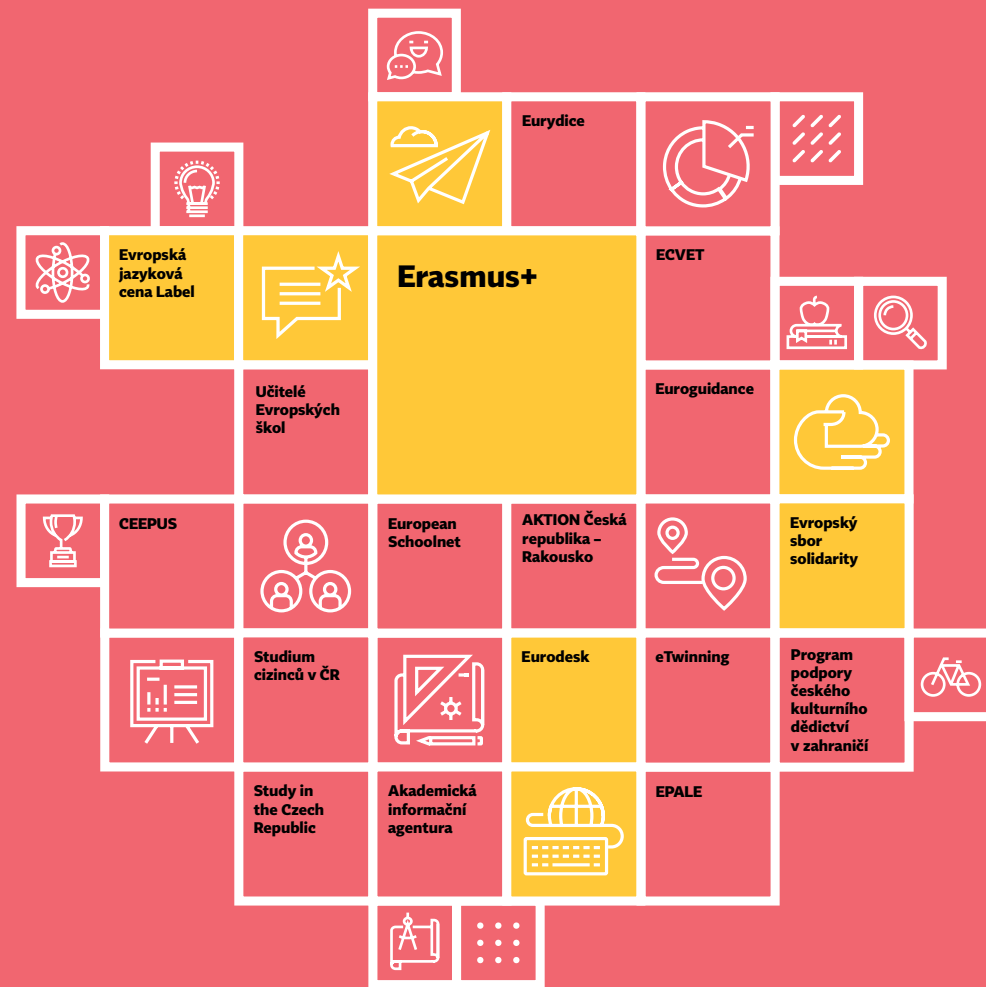 Eurydice
Evropská
jazyková
cena Label
Erasmus+
ECVET
Učitelé
Evropských
škol
Euroguidance
CEEPUS
European
Schoolnet
AKTION Česká
republika –
Rakousko
Evropský
sbor
solidarity
Studium
cizinců v ČR
Eurodesk
eTwinning
Program
podpory
českého
kulturního
dědictví
v zahraničí
Study in
the Czech
Republic
Akademická
informační
agentura
EPALE